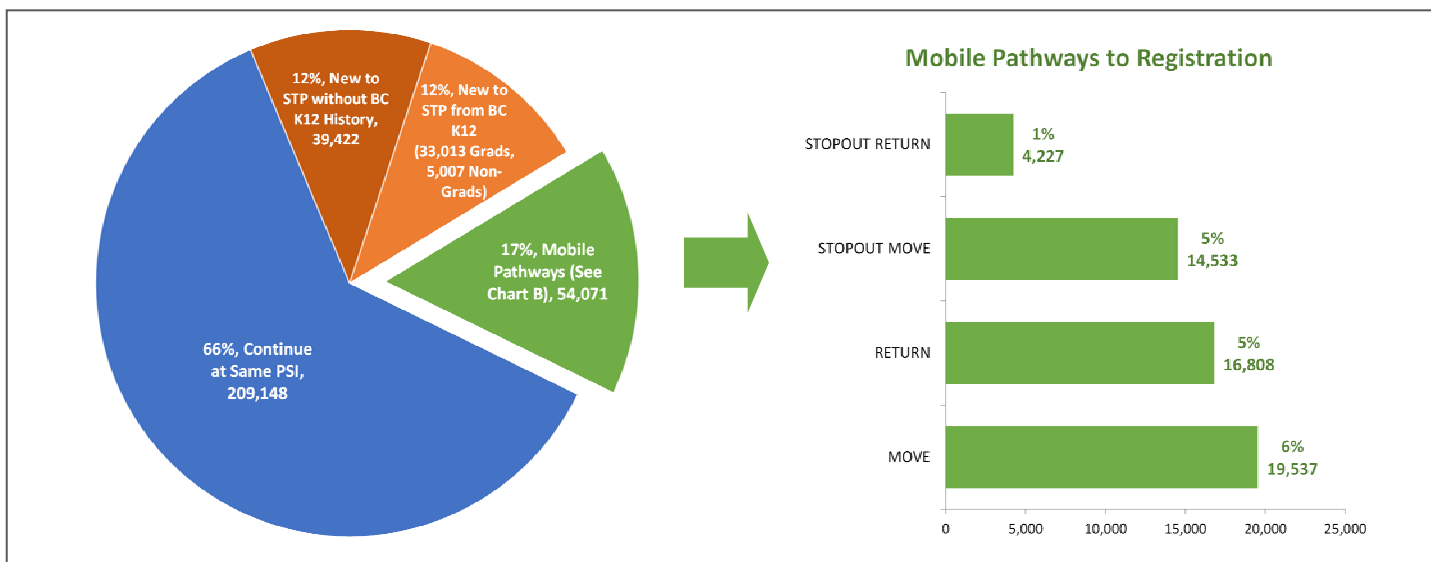 12%, New to
STP without BC
K12 History,
39,422
12%, New to
STP from BC
K12
(33,013 Grads,
5,007 Non-
Grads)
17%, Mobile
Pathways (See
Chart B), 54,071
66%, Continue
at Same PSI,
209,148
Mobile Pathways to Registration
STOPOUT RETURN
1%
4,227
STOPOUT MOVE
5%
14,533
RETURN
5%
16,808
MOVE
6%
19,537
0 5,000 10,000 15,000 20,000 25,000